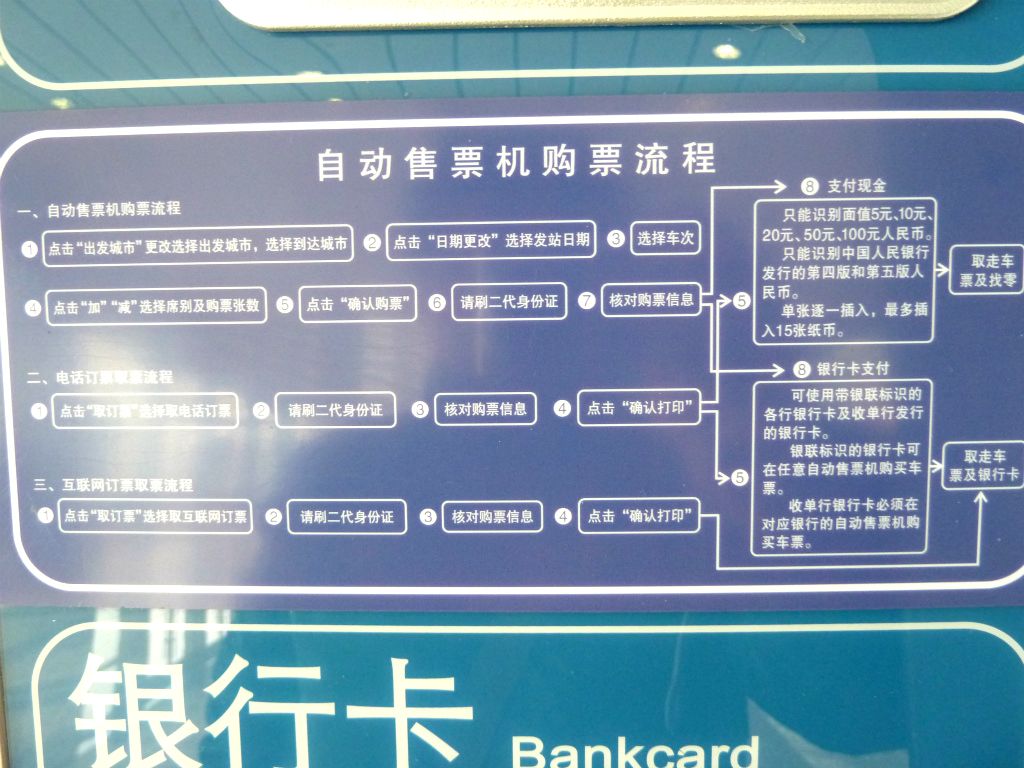 自动售票机购票流程
一、自动售票机购票流程
① 点击“出发城市”更改选择出发城市，选择到达城市 ② 点击“日期更改”选择发站日期 ③ 选择车次
④ 点击“加”“减”选择席别及购票张数 ⑤ 点击“确认购票” ⑥ 请刷二代身份证 ⑦ 核对购票信息
⑧ 支付现金
只能识别面值5元、10元、
20元、50元、100元人民币。
只能识别中国人民银行
发行的第四版和第五版人
民币。
单张逐一插入，最多插
入15张纸币。
取走车
票及找零
⑤
二、电话订票取票流程
① 点击“取订票”选择取电话订票 ② 请刷二代身份证 ③ 核对购票信息 ④ 点击“确认打印”
⑧ 银行卡支付
可使用带银联标识的
各行银行卡及收单行发行
的银行卡。
银联标识的银行卡可
在任意自动售票机购买车
票。
收单行银行卡必须在
对应银行的自动售票机购
买车票。
取走车
票及银行卡
⑤
三、互联网订票取票流程
① 点击“取订票”选择取互联网订票 ② 请刷二代身份证 ③ 核对购票信息 ④ 点击“确认打印”
银行卡 Bankcard